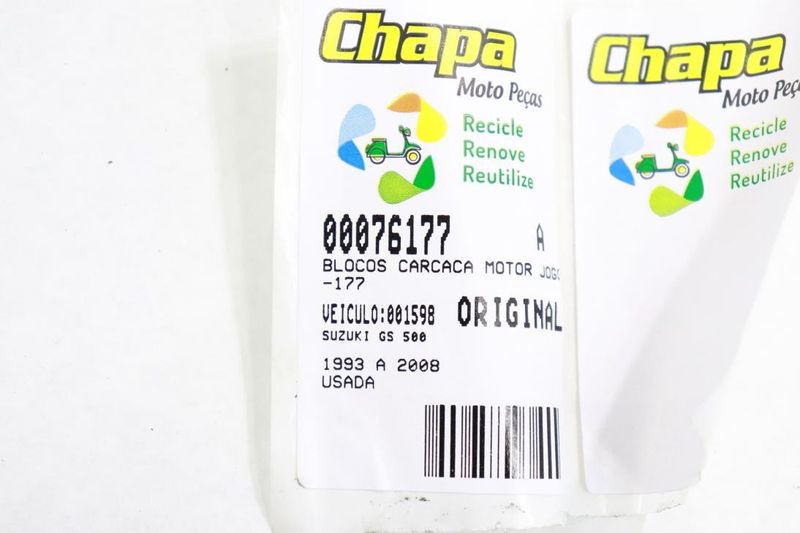 Chapa
Moto Peças
Recicle
Renove
Reutilize
00076177 A
BLOCOS CARCACA MOTOR
-177
VEICULO:001598 ORIGINAL
SUZUKI GS 500
1993 A 2008
USADA
Chapa
Moto
Recicle
Renove
Reutilize